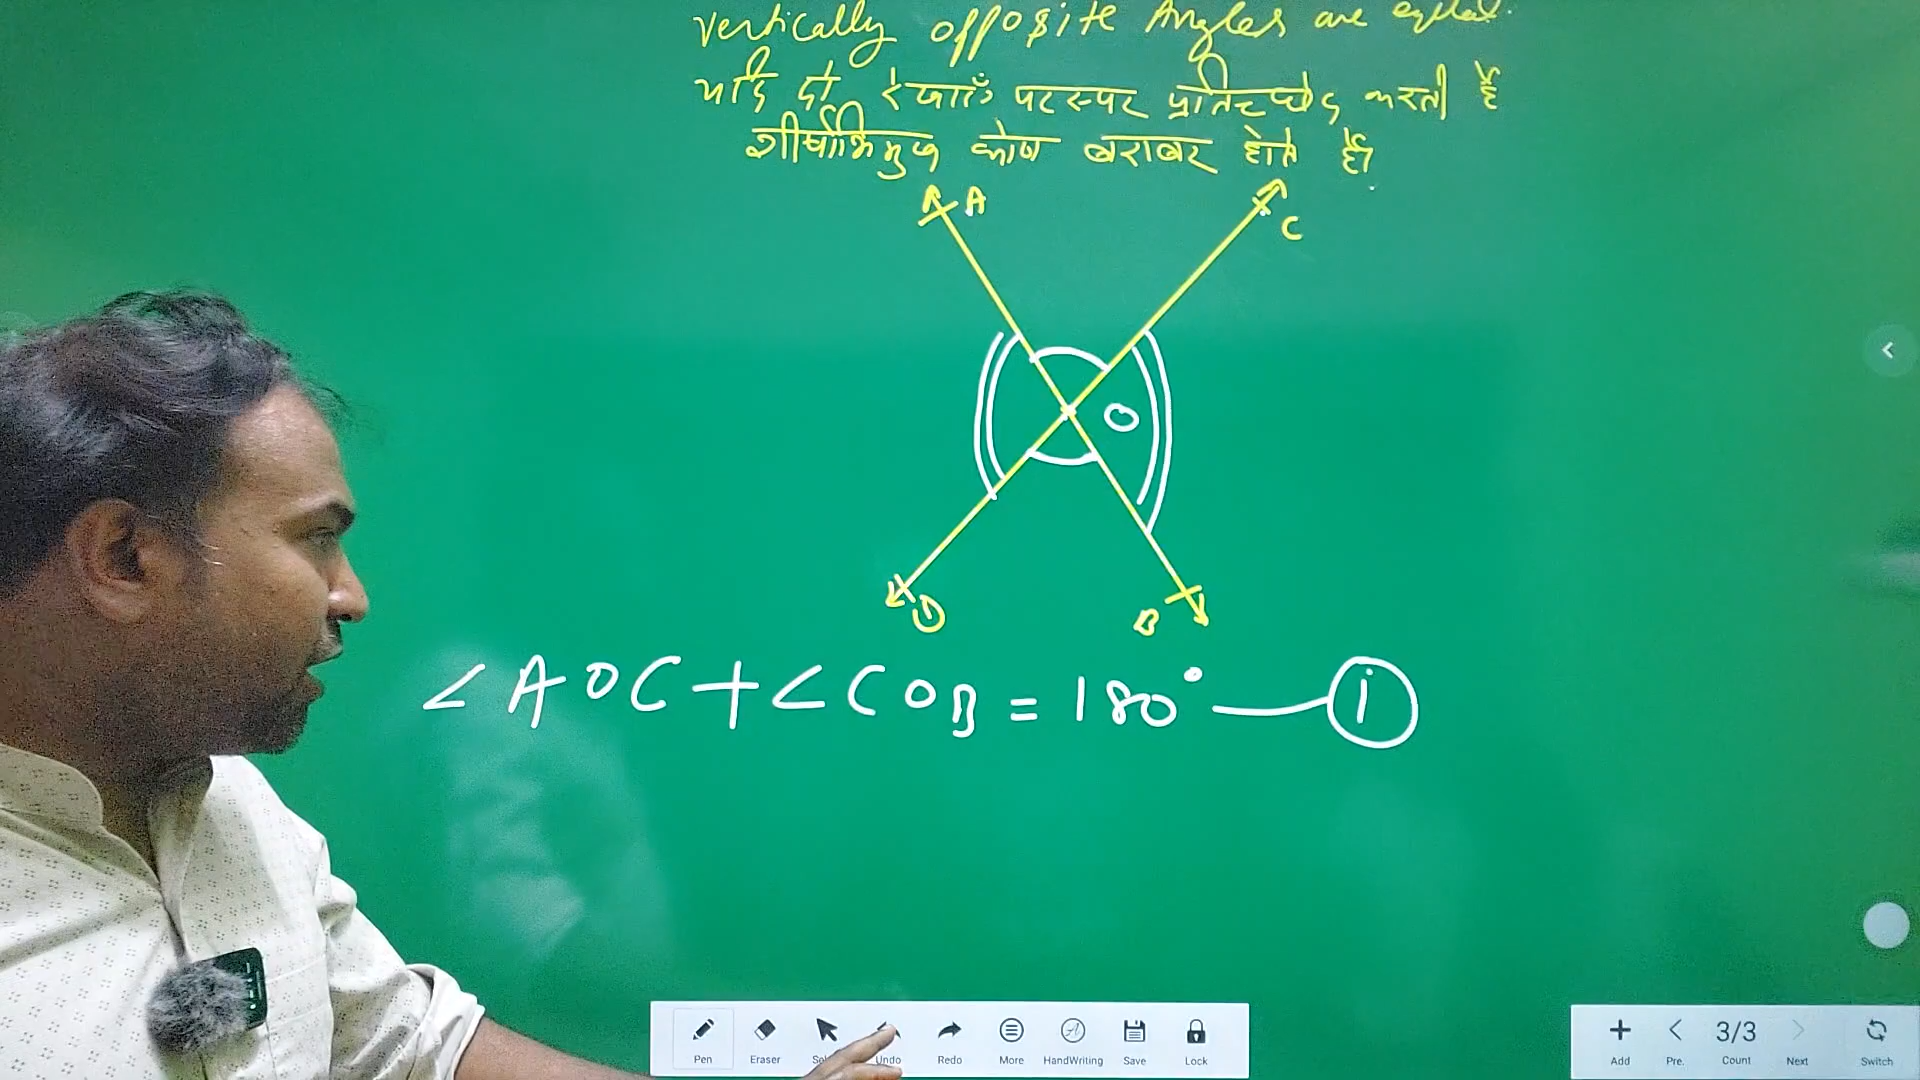 vertically opposite Angles are equal.
यदि दो रेखाएँ परस्पर प्रतिच्छेद करती हैं
शीर्षाभिमुख कोण बराबर होते हैं।
A
C
O
D
B
∠AOC + ∠COB = 180° — i
Pen
Eraser
Undo
Redo
More
HandWriting
Save
Lock
Add
Pre.
3/3
Count
Next
Switch